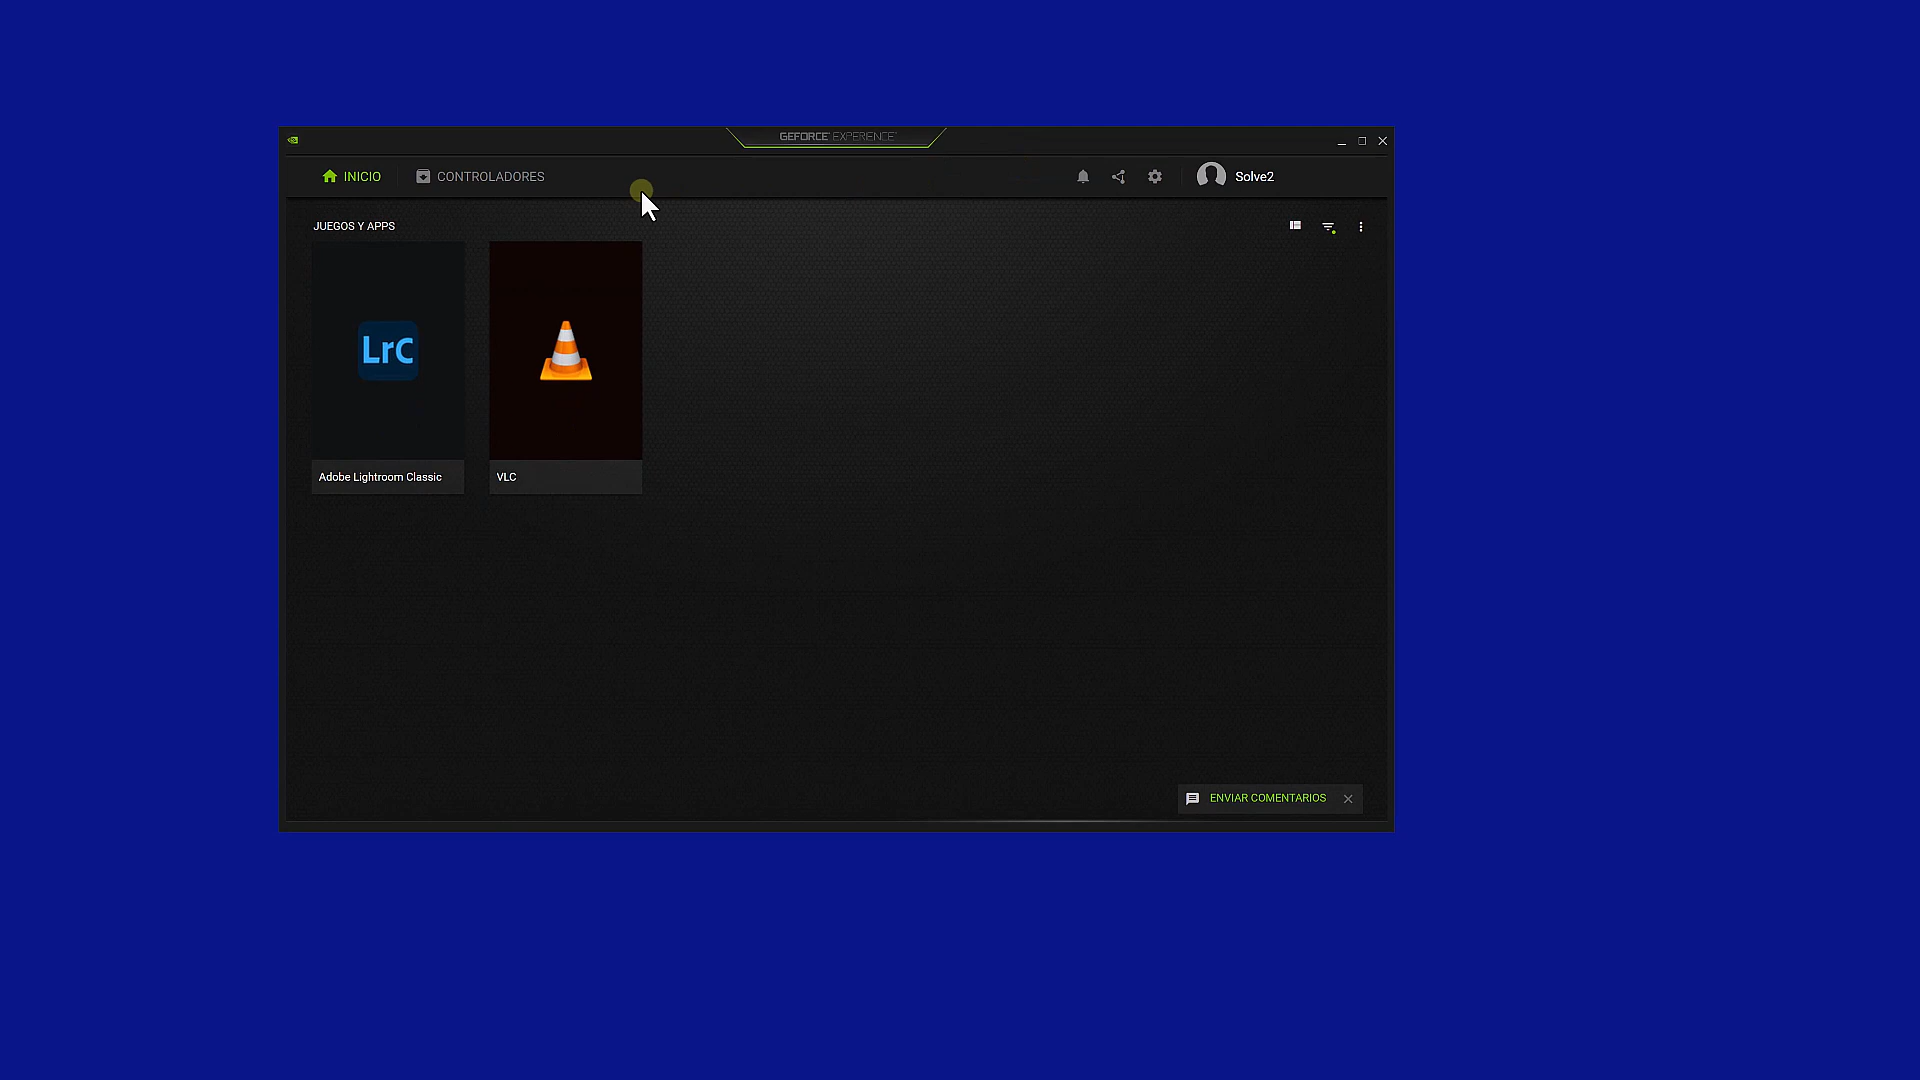 GEFORCE EXPERIENCE
INICIO
CONTROLADORES
Solve2
JUEGOS Y APPS
LrC
Adobe Lightroom Classic
VLC
ENVIAR COMENTARIOS